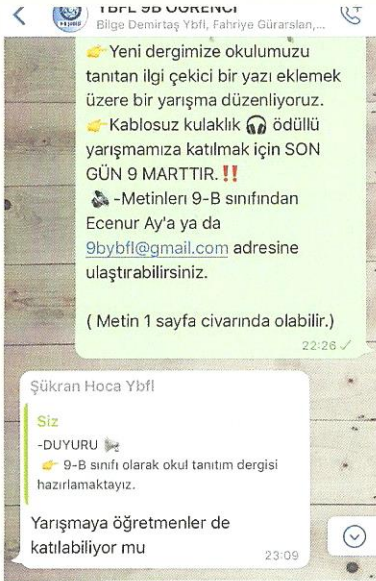 YBFL 9B ÖĞRENCİ
Bilge Demirtaş Ybfl, Fahriye Gürarslan,...
👉Yeni dergimize okulumuzu
tanıtan ilgi çekici bir yazı eklemek
üzere bir yarışma düzenliyoruz.
👉Kablosuz kulaklık 🎧 ödüllü
yarışmamıza katılmak için SON
GÜN 9 MARTTIR.‼️
🔈-Metinleri 9-B sınıfından
Ecenur Ay'a ya da
9bybfl@gmail.com adresine
ulaştırabilirsiniz.
( Metin 1 sayfa civarında olabilir.)
22:26 ✓
Şükran Hoca Ybfl
Siz
-DUYURU 📢
👉 9-B sınıfı olarak okul tanıtım dergisi
hazırlamaktayız.
Yarışmaya öğretmenler de
katılabiliyor mu
23:09